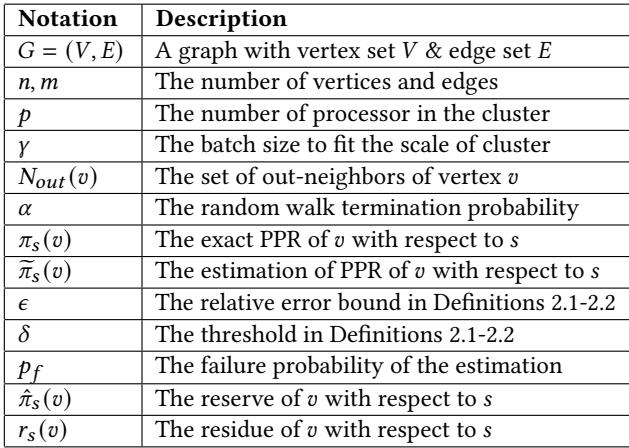 Notation Description
G = (V, E) A graph with vertex set V & edge set E
n, m The number of vertices and edges
p The number of processor in the cluster
γ The batch size to fit the scale of cluster
N_out(v) The set of out-neighbors of vertex v
α The random walk termination probability
π_s(v) The exact PPR of v with respect to s
π̃_s(v) The estimation of PPR of v with respect to s
ϵ The relative error bound in Definitions 2.1-2.2
δ The threshold in Definitions 2.1-2.2
p_f The failure probability of the estimation
π̂_s(v) The reserve of v with respect to s
r_s(v) The residue of v with respect to s